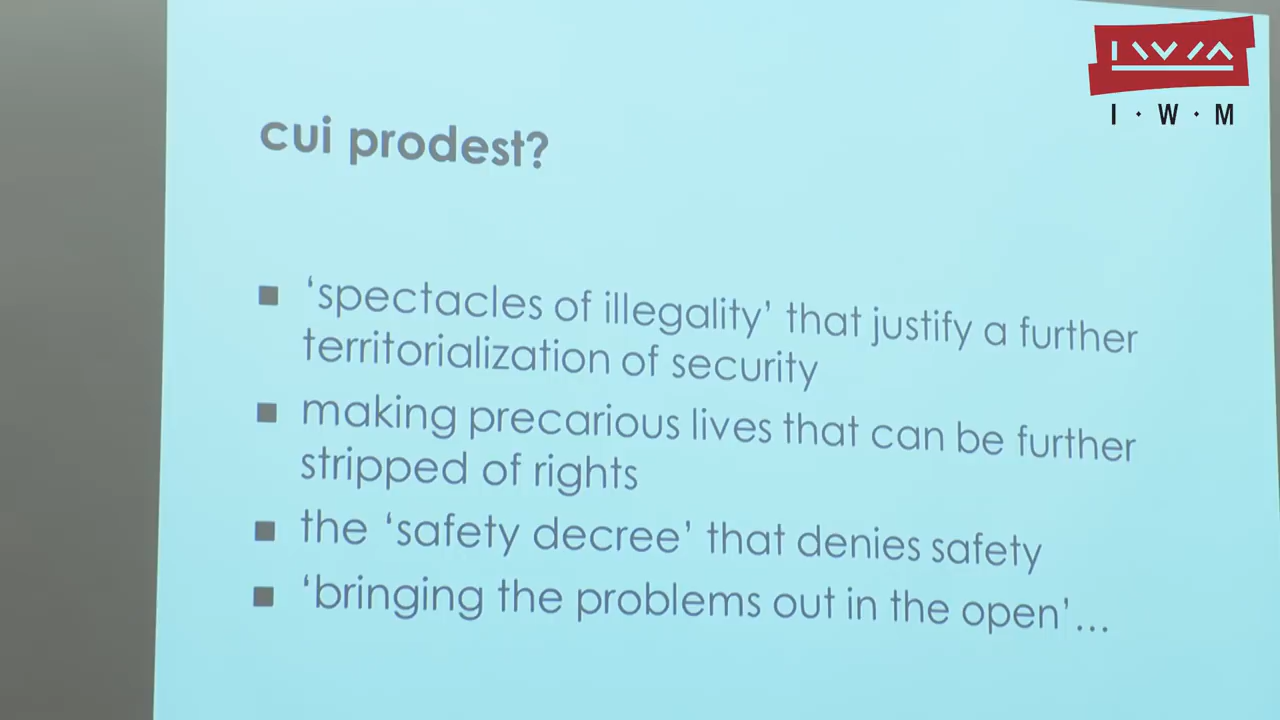 I · W · M
cui prodest?
■ ‘spectacles of illegality’ that justify a further
territorialization of security
■ making precarious lives that can be further
stripped of rights
■ the ‘safety decree’ that denies safety
■ ‘bringing the problems out in the open’...